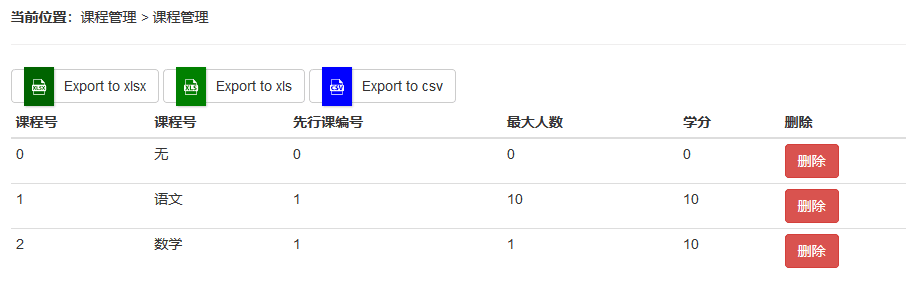 当前位置：课程管理 > 课程管理
XLSX Export to xlsx XLS Export to xls CSV Export to csv
课程号 课程号 先行课编号 最大人数 学分 删除
0 无 0 0 0 删除
1 语文 1 10 10 删除
2 数学 1 1 10 删除